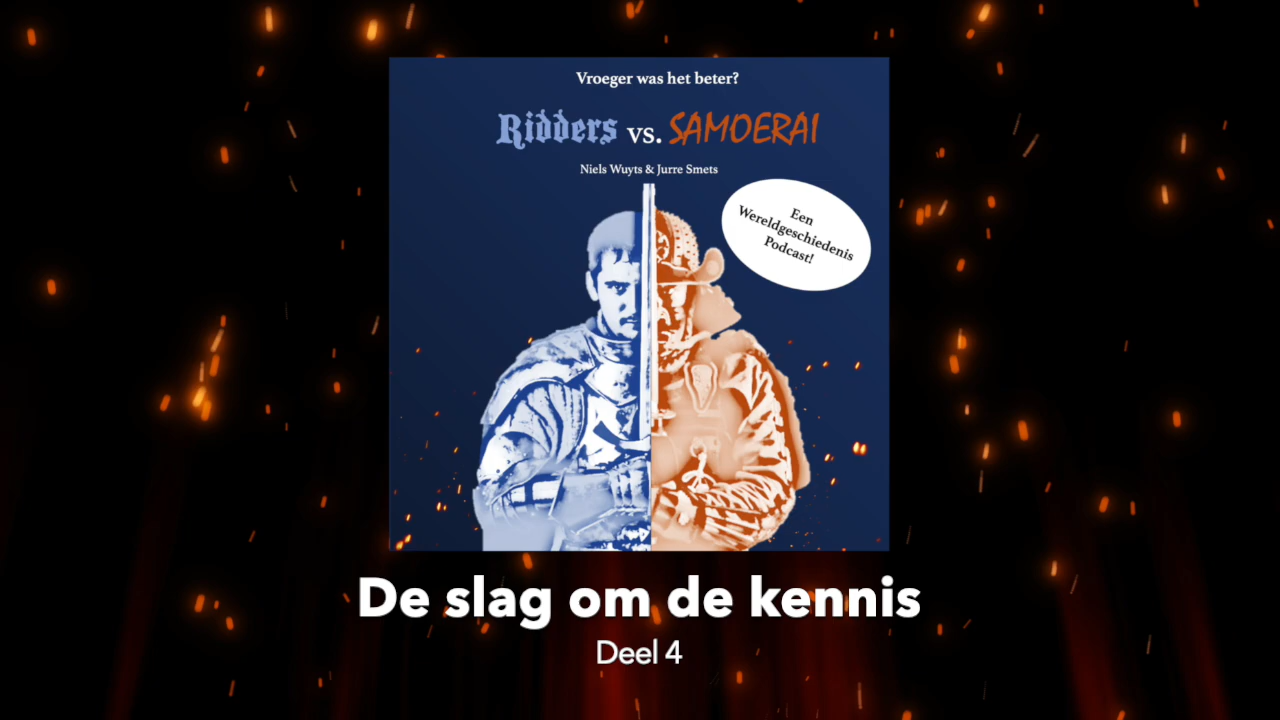 Vroeger was het beter?
Ridders vs. SAMOERAI
Niels Wuyts & Jurre Smets
Een
Wereldgeschiedenis
Podcast!
De slag om de kennis
Deel 4